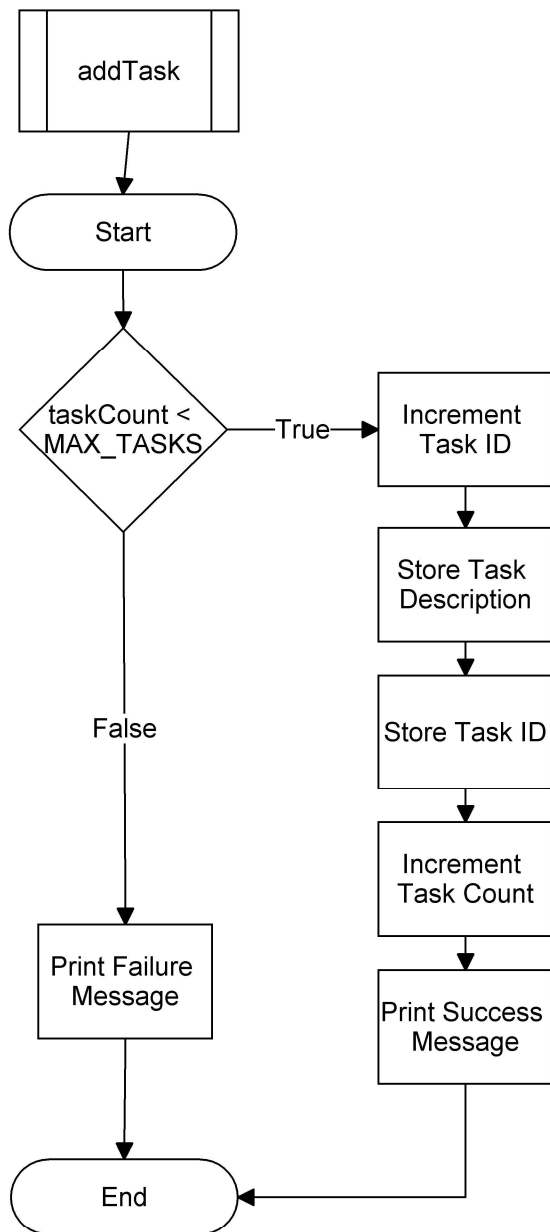 addTask
Start
taskCount <
MAX_TASKS
True
Increment
Task ID
Store Task
Description
Store Task ID
Increment
Task Count
Print Success
Message
False
Print Failure
Message
End